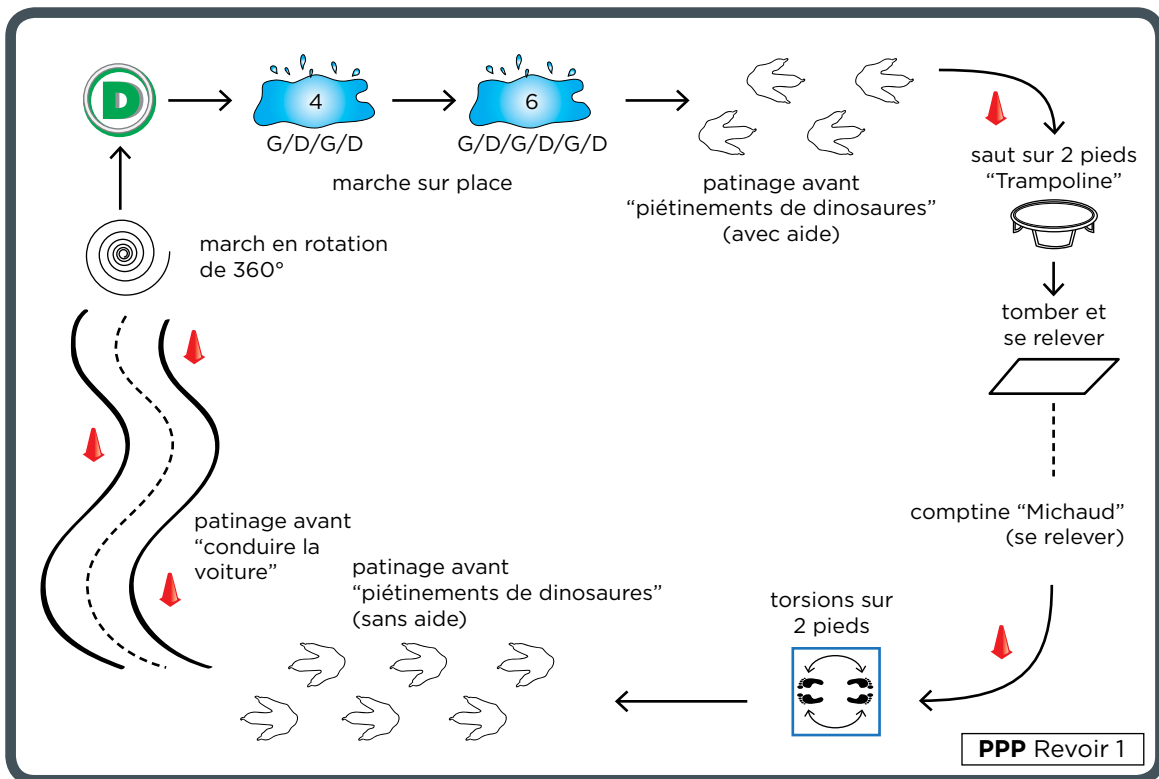 D
4
6
G/D/G/D
G/D/G/D/G/D
marche sur place
patinage avant
“piétinements de dinosaures”
(avec aide)
saut sur 2 pieds
“Trampoline”
tomber et
se relever
comptine “Michaud”
(se relever)
torsions sur
2 pieds
patinage avant
“piétinements de dinosaures”
(sans aide)
patinage avant
“conduire la
voiture”
march en rotation
de 360°
PPP Revoir 1